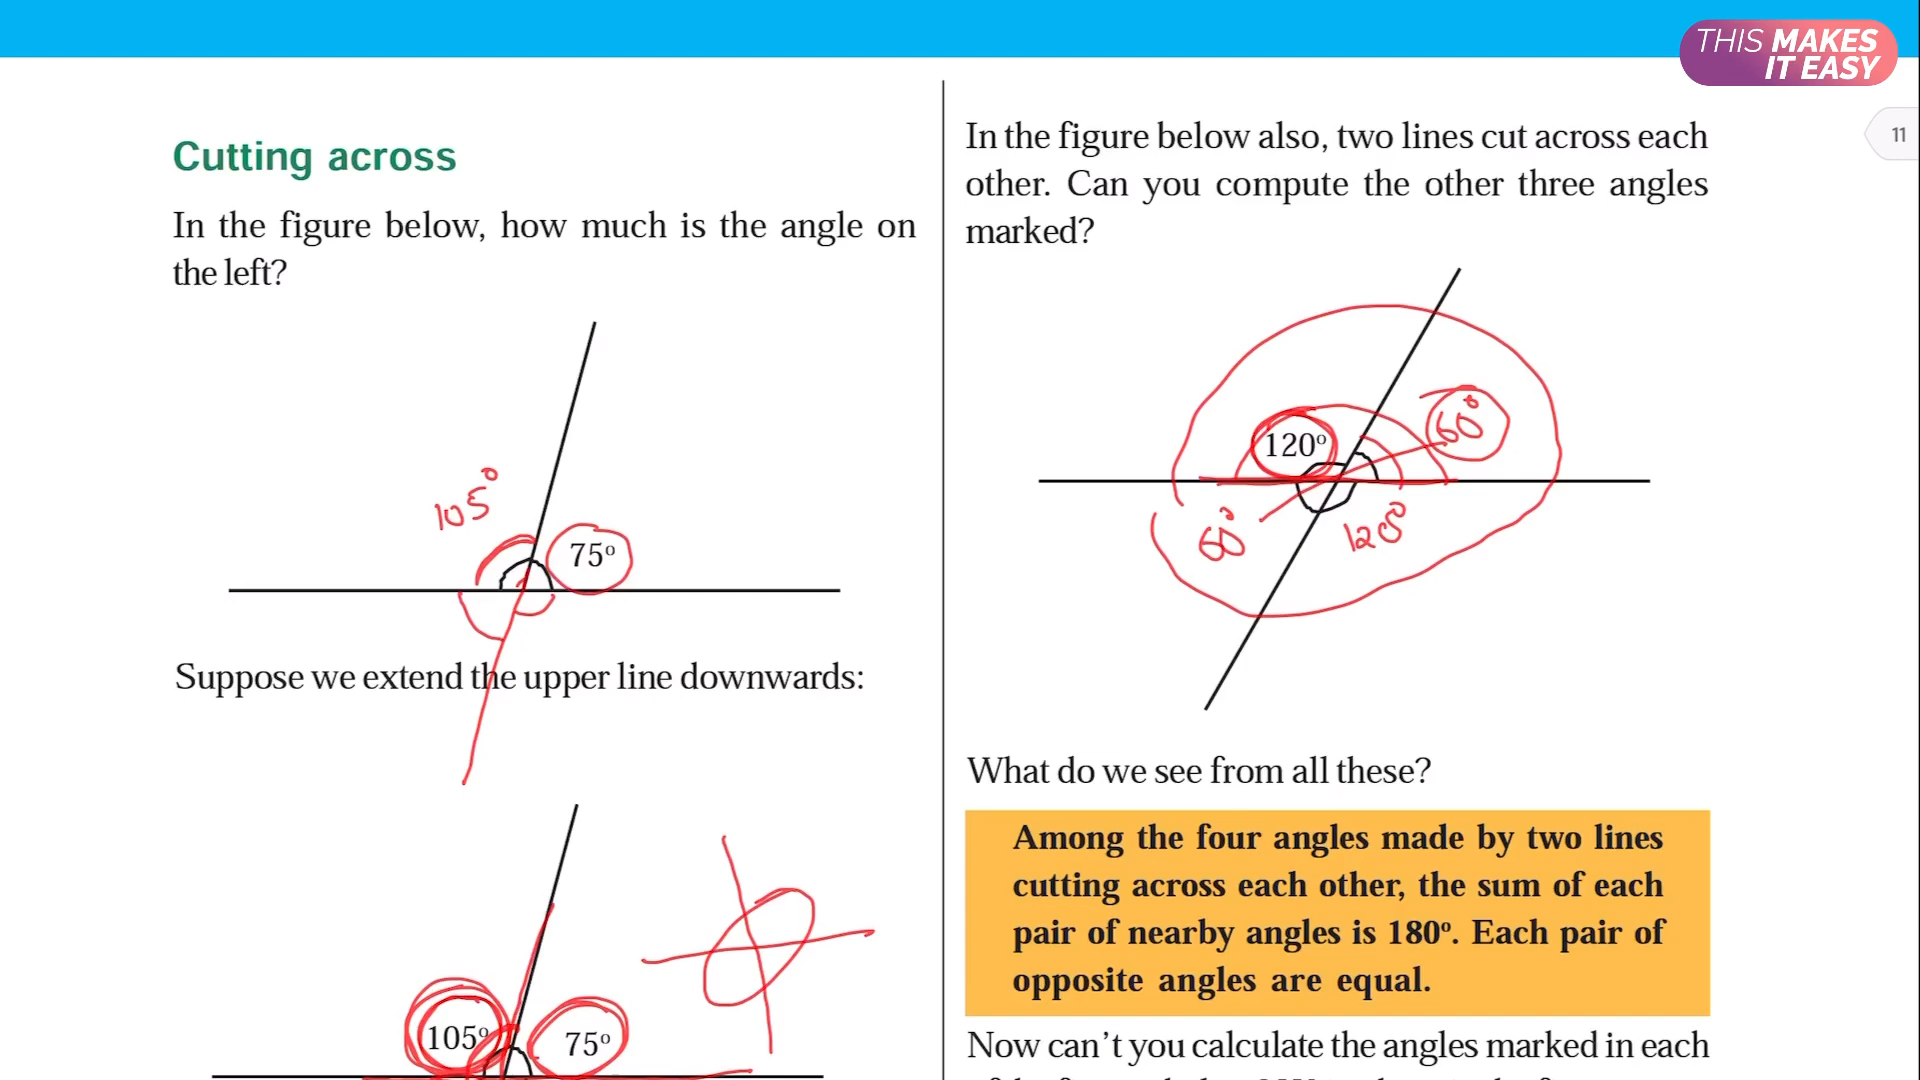 THIS MAKES
IT EASY
11
Cutting across
In the figure below, how much is the angle on
the left?
105°
75°
Suppose we extend the upper line downwards:
105°
75°
In the figure below also, two lines cut across each
other. Can you compute the other three angles
marked?
60°
120°
60°
120°
What do we see from all these?
Among the four angles made by two lines
cutting across each other, the sum of each
pair of nearby angles is 180°. Each pair of
opposite angles are equal.
Now can't you calculate the angles marked in each